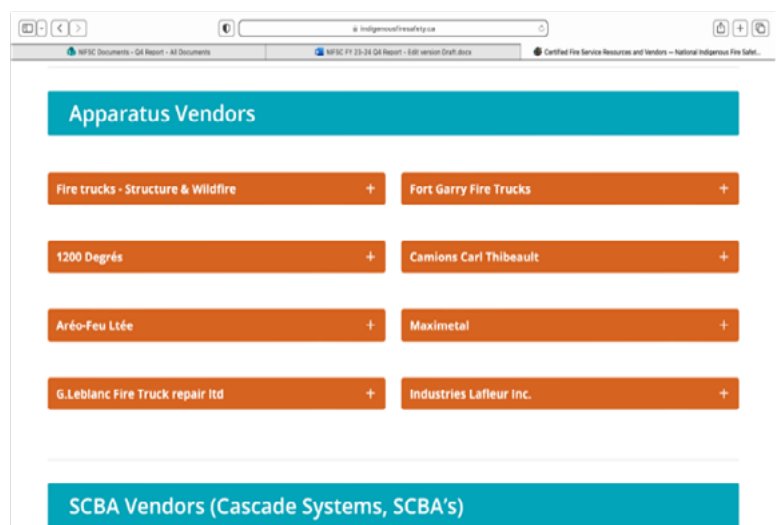 indigenousfiresafety.ca
NIFSC Documents - Q4 Report - All Documents
NIFSC FY 23-24 Q4 Report - Edit version Draft.docx
Certified Fire Service Resources and Vendors — National Indigenous Fire Safet...
Apparatus Vendors
Fire trucks - Structure & Wildfire +
Fort Garry Fire Trucks +
1200 Degrés +
Camions Carl Thibeault +
Aréo-Feu Ltée +
Maximetal +
G.Leblanc Fire Truck repair ltd +
Industries Lafleur Inc. +
SCBA Vendors (Cascade Systems, SCBA's)